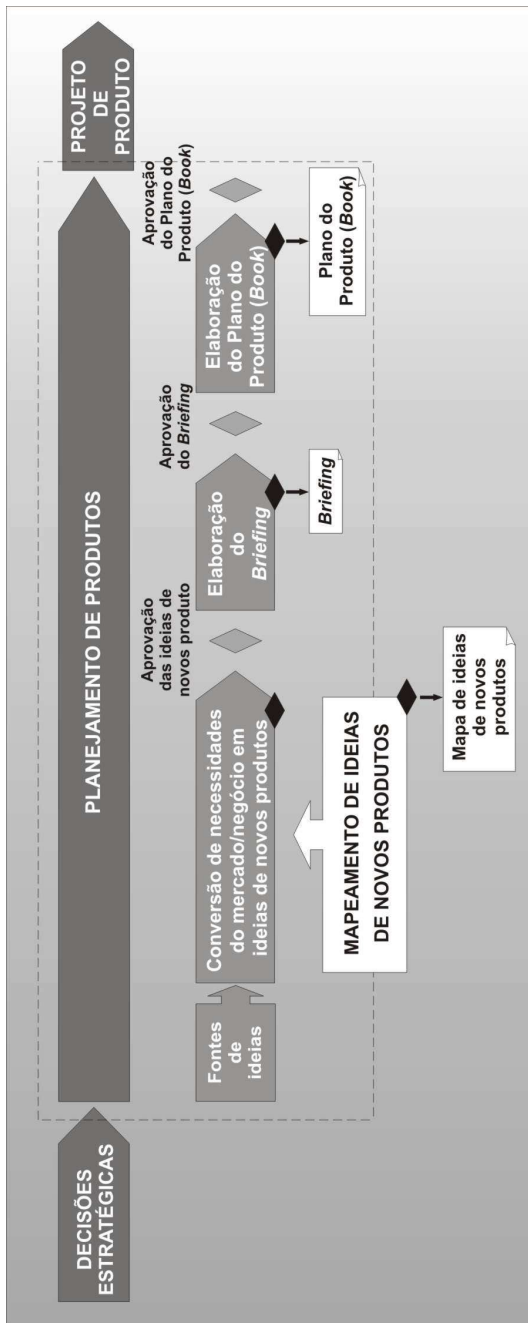 DECISÕES
ESTRATÉGICAS
PLANEJAMENTO DE PRODUTOS
PROJETO
DE
PRODUTO
Fontes
de
ideias
Conversão de necessidades
do mercado/negócio em
ideias de novos produtos
Aprovação
das ideias de
novos produto
Elaboração
do
Briefing
Aprovação
do Briefing
Elaboração
do Plano do
Produto (Book)
Aprovação
do Plano do
Produto (Book)
MAPEAMENTO DE IDEIAS
DE NOVOS PRODUTOS
Mapa de ideias
de novos
produtos
Briefing
Plano do
Produto (Book)